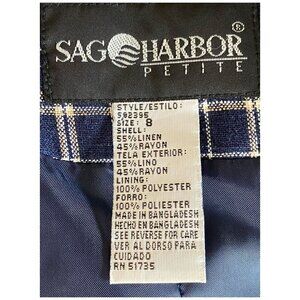 SAG HARBOR®
PETITE
STYLE/ESTILO:
592395
SIZE: 8
SHELL:
55% LINEN
45% RAYON
TELA EXTERIOR:
55% LINO
45% RAYON
LINING:
100% POLYESTER
FORRO:
100% POLYESTER
MADE IN BANGLADESH
HECHO EN BANGLADESH
SEE REVERSE FOR CARE
VER AL DORSO PARA
CUIDADO
RN 51735